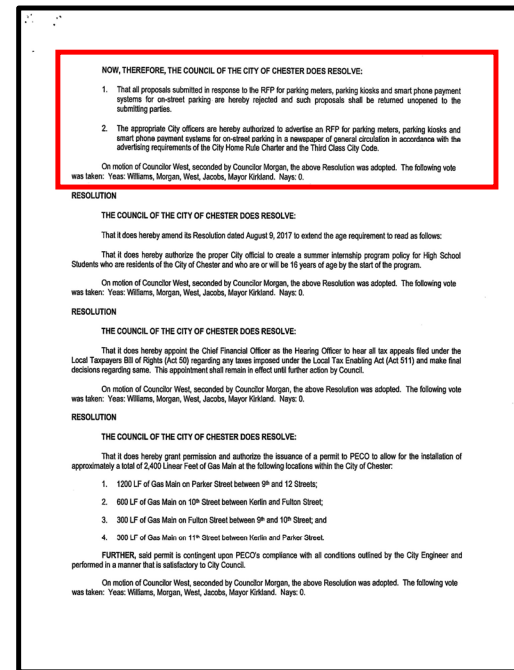 NOW, THEREFORE, THE COUNCIL OF THE CITY OF CHESTER DOES RESOLVE:
1. That all proposals submitted in response to the RFP for parking meters, parking kiosks and smart phone payment
systems for on-street parking are hereby rejected and such proposals shall be returned unopened to the
submitting parties.
2. The appropriate City officers are hereby authorized to advertise an RFP for parking meters, parking kiosks and
smart phone payment systems for on-street parking in a newspaper of general circulation in accordance with the
advertising requirements of the City Home Rule Charter and the Third Class City Code.
On motion of Councilor West, seconded by Councilor Morgan, the above Resolution was adopted. The following vote
was taken: Yeas: Williams, Morgan, West, Jacobs, Mayor Kirkland. Nays: 0.
RESOLUTION
THE COUNCIL OF THE CITY OF CHESTER DOES RESOLVE:
That it does hereby amend its Resolution dated August 9, 2017 to extend the age requirement to read as follows:
That it does hereby authorize the proper City official to create a summer internship program policy for High School
Students who are residents of the City of Chester and who are or will be 16 years of age by the start of the program.
On motion of Councilor West, seconded by Councilor Morgan, the above Resolution was adopted. The following vote
was taken: Yeas: Williams, Morgan, West, Jacobs, Mayor Kirkland. Nays: 0.
RESOLUTION
THE COUNCIL OF THE CITY OF CHESTER DOES RESOLVE:
That it does hereby appoint the Chief Financial Officer as the Hearing Officer to hear all tax appeals filed under the
Local Taxpayers Bill of Rights (Act 50) regarding any taxes imposed under the Local Tax Enabling Act (Act 511) and make final
decisions regarding same. This appointment shall remain in effect until further action by Council.
On motion of Councilor West, seconded by Councilor Morgan, the above Resolution was adopted. The following vote
was taken: Yeas: Williams, Morgan, West, Jacobs, Mayor Kirkland. Nays: 0.
RESOLUTION
THE COUNCIL OF THE CITY OF CHESTER DOES RESOLVE:
That it does hereby grant permission and authorize the issuance of a permit to PECO to allow for the installation of
approximately a total of 2,400 Linear Feet of Gas Main at the following locations within the City of Chester:
1. 1200 LF of Gas Main on Parker Street between 9th and 12 Streets;
2. 600 LF of Gas Main on 10th Street between Kerlin and Fulton Street;
3. 300 LF of Gas Main on Fulton Street between 9th and 10th Street; and
4. 300 LF of Gas Main on 11th Street between Kerlin and Parker Street.
FURTHER, said permit is contingent upon PECO's compliance with all conditions outlined by the City Engineer and
performed in a manner that is satisfactory to City Council.
On motion of Councilor West, seconded by Councilor Morgan, the above Resolution was adopted. The following vote
was taken: Yeas: Williams, Morgan, West, Jacobs, Mayor Kirkland. Nays: 0.